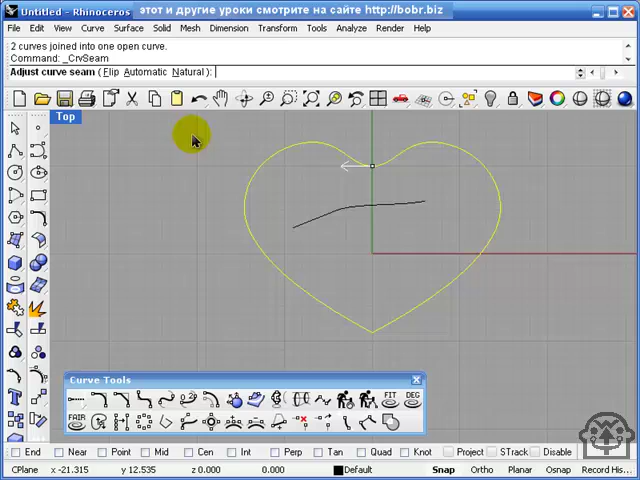 Untitled - Rhinoceros
этот и другие уроки смотрите на сайте http://bobr.biz
File Edit View Curve Surface Solid Mesh Dimension Transform Tools Analyze Render Help
2 curves joined into one open curve.
Command: _CrvSeam
Adjust curve seam ( Flip Automatic Natural ):
Top
Curve Tools
FIT DEG
FAIR
End Near Point Mid Cen Int Perp Tan Quad Knot Project STrack Disable
CPlane x -21.315 y 12.535 z 0.000 0.000 Default Snap Ortho Planar Osnap Record His...